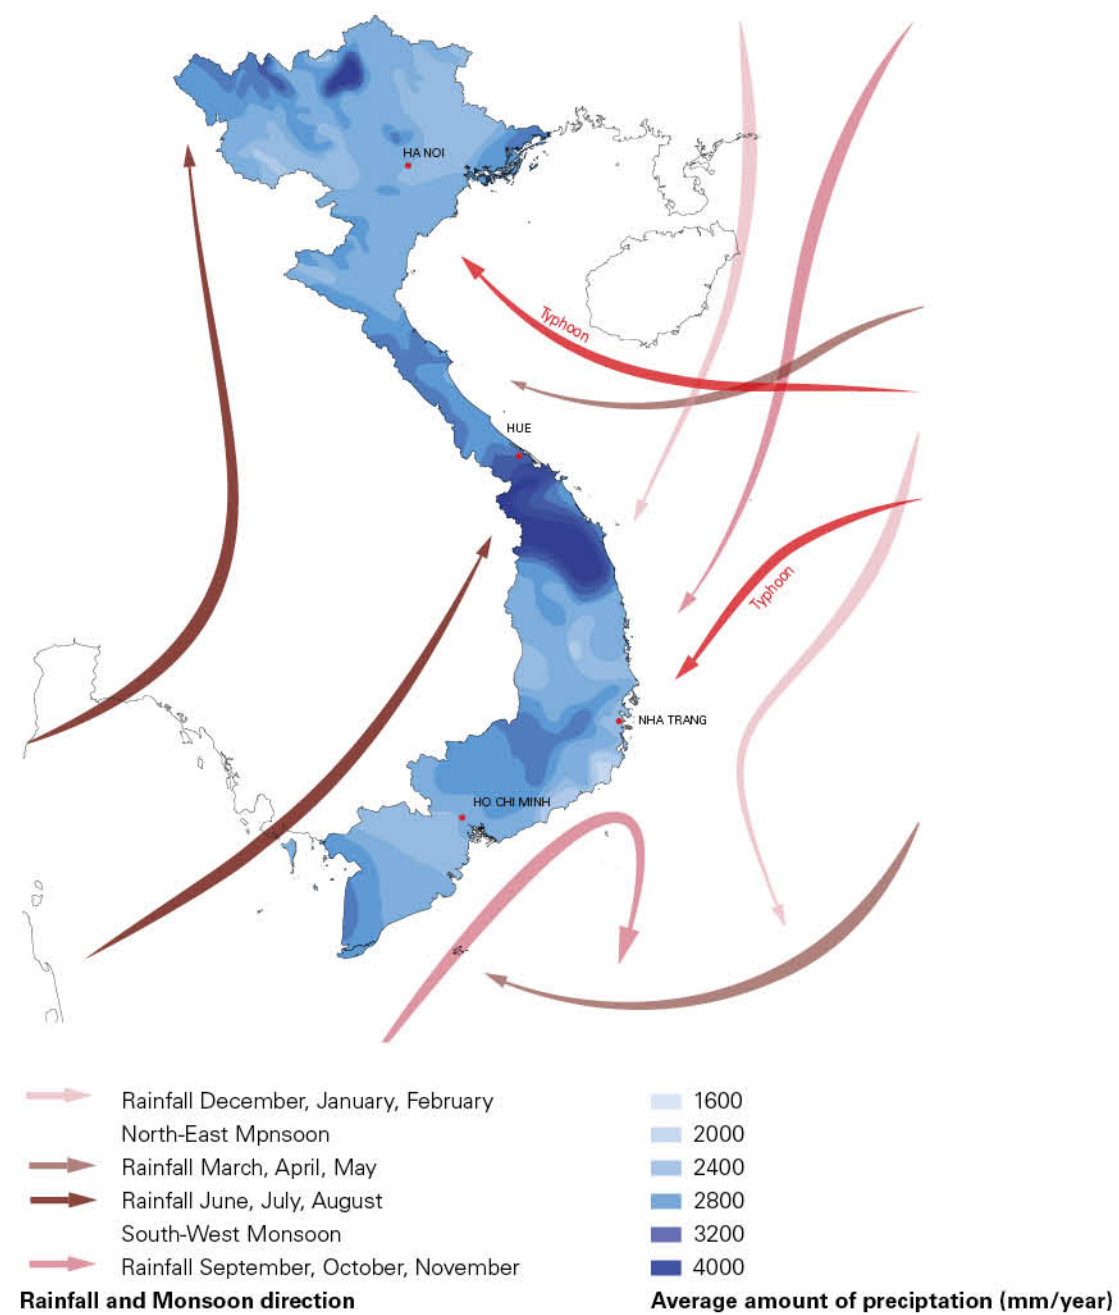 HA NOI
Typhoon
HUE
Typhoon
NHA TRANG
HO CHI MINH
Rainfall December, January, February
North-East Mpnsoon
Rainfall March, April, May
Rainfall June, July, August
South-West Monsoon
Rainfall September, October, November
Rainfall and Monsoon direction
1600
2000
2400
2800
3200
4000
Average amount of preciptation (mm/year)